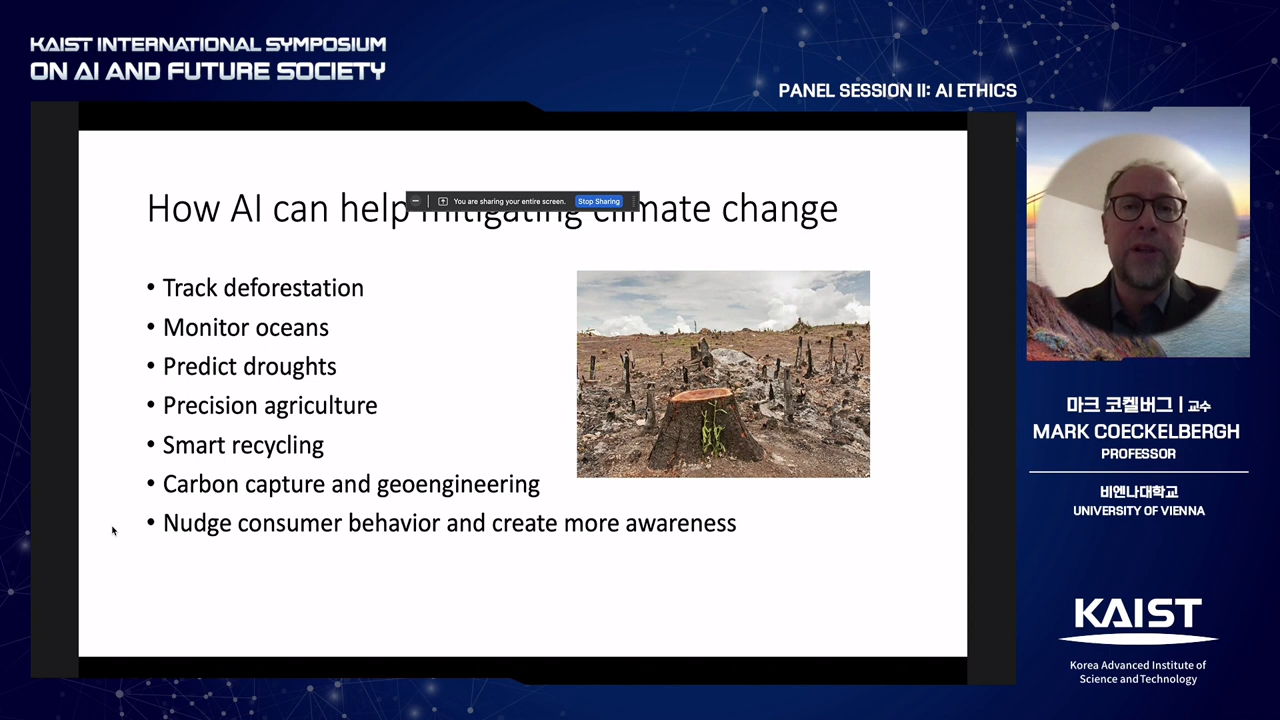 KAIST INTERNATIONAL SYMPOSIUM
ON AI AND FUTURE SOCIETY
PANEL SESSION II: AI ETHICS
You are sharing your entire screen.
Stop Sharing
How AI can help mitigating climate change
• Track deforestation
• Monitor oceans
• Predict droughts
• Precision agriculture
• Smart recycling
• Carbon capture and geoengineering
• Nudge consumer behavior and create more awareness
마크 코켈버그 | 교수
MARK COECKELBERGH
PROFESSOR
비엔나대학교
UNIVERSITY OF VIENNA
KAIST
Korea Advanced Institute of
Science and Technology